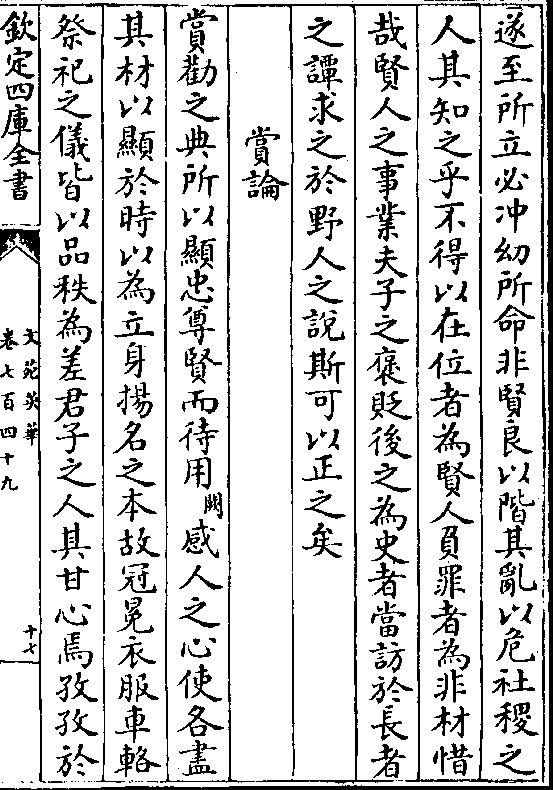 遂至所立必冲幼所命非賢良以階其亂以危社稷之
人其知之乎不得以在位者為賢人負罪者為非材惜
哉賢人之事業夫子之褒貶後之為史者當訪於長者
之譚求之於野人之說斯可以正之矣
賞論
賞勸之典所以顯忠尊賢而待用闕感人之心使各盡
其材以顯於時以為立身揚名之本故冠冕衣服車輅
祭祀之儀皆以品秩為差君子之人其甘心焉孜孜於
欽定四庫全書
文苑英華
卷七百四十九
十七